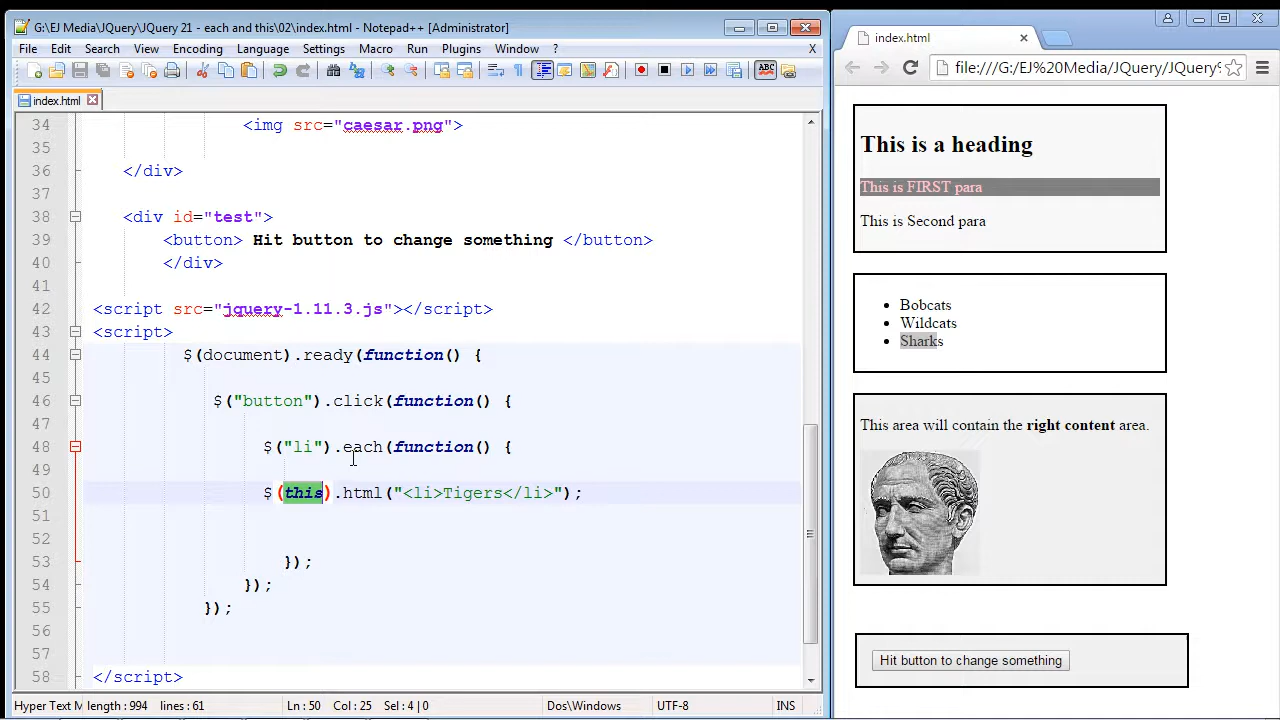 G:\EJ Media\JQuery\JQuery 21 - each and this\02\index.html - Notepad++ [Administrator]
File Edit Search View Encoding Language Settings Macro Run Plugins Window ? X
index.html
34 <img src="caesar.png">
35
36 </div>
37
38 <div id="test">
39 <button> Hit button to change something </button>
40 </div>
41
42 <script src="jquery-1.11.3.js"></script>
43 <script>
44 $(document).ready(function() {
45
46 $("button").click(function() {
47
48 $("li").each(function() {
49
50 $(this).html("<li>Tigers</li>");
51
52
53 });
54 });
55 });
56
57
58 </script>
Hyper Text M length : 994 lines : 61 Ln : 50 Col : 25 Sel : 4 | 0 Dos\Windows UTF-8 INS
index.html
file:///G:/EJ%20Media/JQuery/JQuery%
This is a heading
This is FIRST para
This is Second para
Bobcats
Wildcats
Sharks
This area will contain the right content area.
Hit button to change something